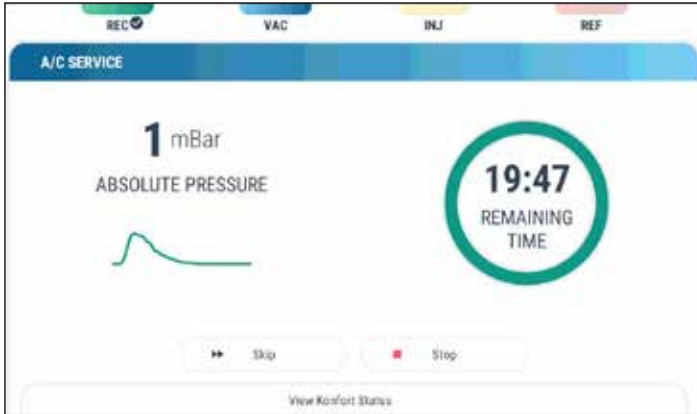 REC VAC INJ REF
A/C SERVICE
1 mBar
ABSOLUTE PRESSURE
19:47
REMAINING
TIME
Skip Stop
View Konfort Status